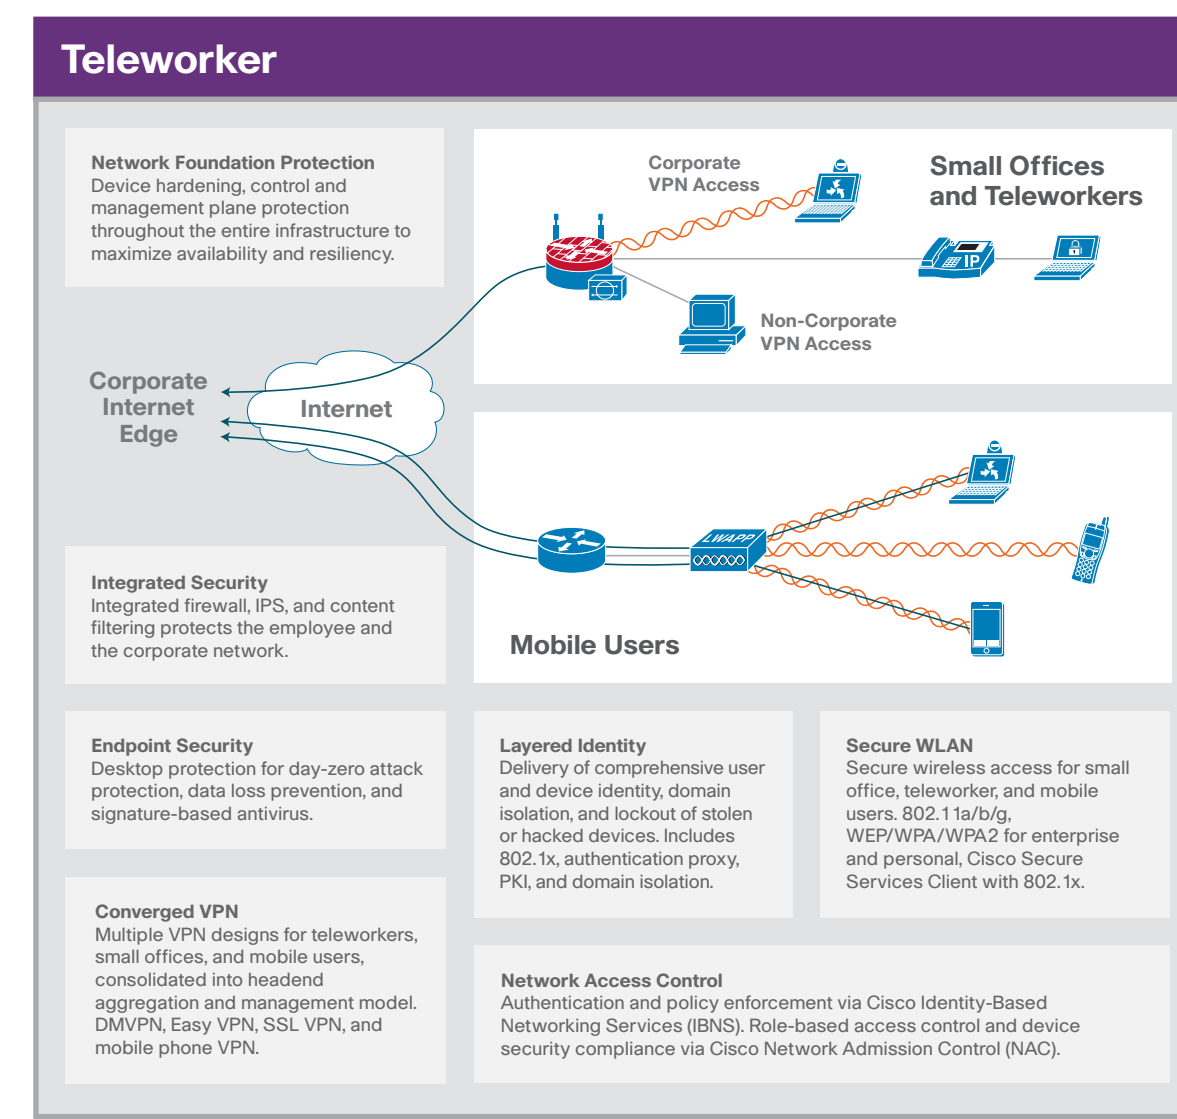 Teleworker
Network Foundation Protection
Device hardening, control and
management plane protection
throughout the entire infrastructure to
maximize availability and resiliency.
Corporate
VPN Access
Small Offices
and Teleworkers
IP
Non-Corporate
VPN Access
Corporate
Internet
Edge
Internet
LWAPP
Mobile Users
Integrated Security
Integrated firewall, IPS, and content
filtering protects the employee and
the corporate network.
Endpoint Security
Desktop protection for day-zero attack
protection, data loss prevention, and
signature-based antivirus.
Layered Identity
Delivery of comprehensive user
and device identity, domain
isolation, and lockout of stolen
or hacked devices. Includes
802.1x, authentication proxy,
PKI, and domain isolation.
Secure WLAN
Secure wireless access for small
office, teleworker, and mobile
users. 802.11a/b/g,
WEP/WPA/WPA2 for enterprise
and personal, Cisco Secure
Services Client with 802.1x.
Converged VPN
Multiple VPN designs for teleworkers,
small offices, and mobile users,
consolidated into headend
aggregation and management model.
DMVPN, Easy VPN, SSL VPN, and
mobile phone VPN.
Network Access Control
Authentication and policy enforcement via Cisco Identity-Based
Networking Services (IBNS). Role-based access control and device
security compliance via Cisco Network Admission Control (NAC).